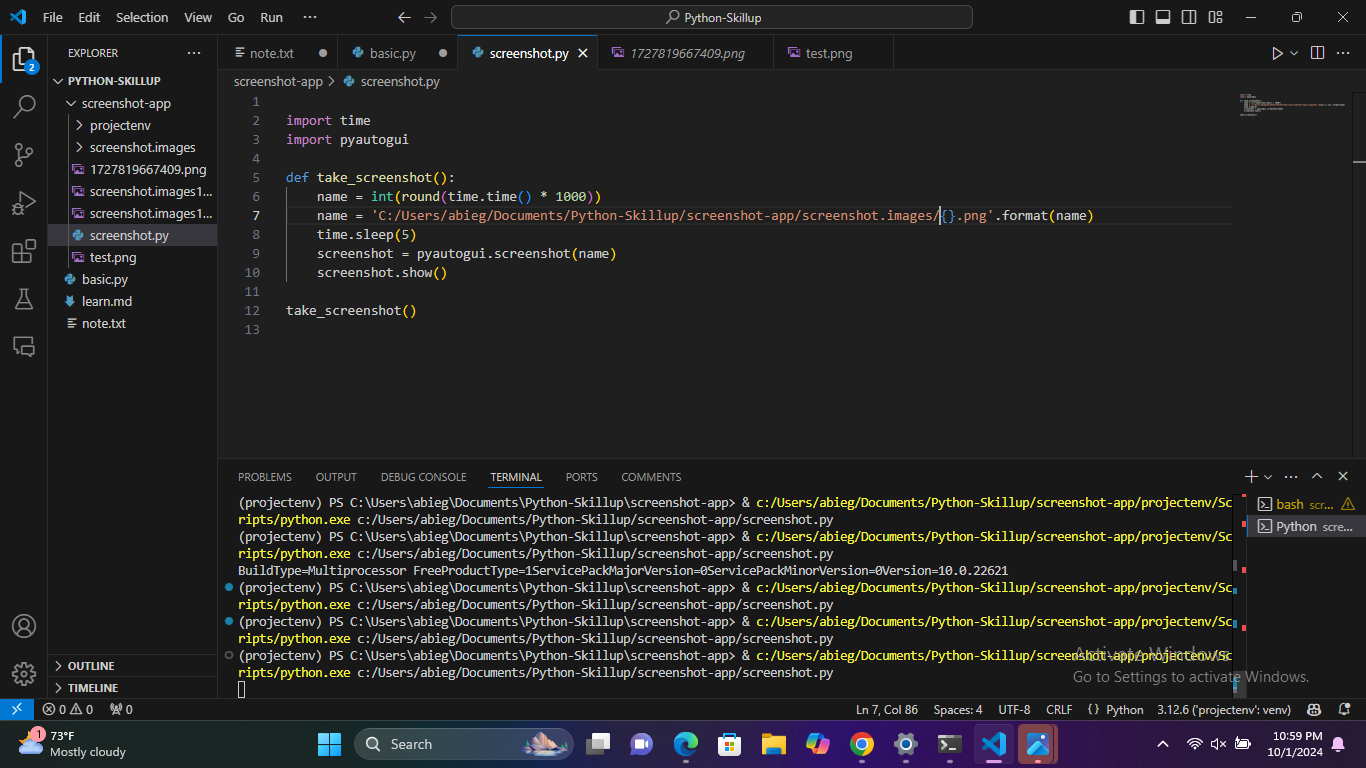 File Edit Selection View Go Run ··· Python-Skillup
EXPLORER ···
note.txt basic.py screenshot.py 1727819667409.png test.png
2
PYTHON-SKILLUP
screenshot-app > screenshot.py
screenshot-app
projectenv
screenshot.images
1727819667409.png
screenshot.images1...
screenshot.images1...
screenshot.py
test.png
basic.py
learn.md
note.txt
OUTLINE
TIMELINE
1
2 import time
3 import pyautogui
4
5 def take_screenshot():
6     name = int(round(time.time() * 1000))
7     name = 'C:/Users/abieg/Documents/Python-Skillup/screenshot-app/screenshot.images/{}.png'.format(name)
8     time.sleep(5)
9     screenshot = pyautogui.screenshot(name)
10     screenshot.show()
11
12 take_screenshot()
13
PROBLEMS OUTPUT DEBUG CONSOLE TERMINAL PORTS COMMENTS
(projectenv) PS C:\Users\abieg\Documents\Python-Skillup\screenshot-app> & c:/Users/abieg/Documents/Python-Skillup/screenshot-app/projectenv/Sc
ripts/python.exe c:/Users/abieg/Documents/Python-Skillup/screenshot-app/screenshot.py
(projectenv) PS C:\Users\abieg\Documents\Python-Skillup\screenshot-app> & c:/Users/abieg/Documents/Python-Skillup/screenshot-app/projectenv/Sc
ripts/python.exe c:/Users/abieg/Documents/Python-Skillup/screenshot-app/screenshot.py
BuildType=Multiprocessor FreeProductType=1ServicePackMajorVersion=0ServicePackMinorVersion=0Version=10.0.22621
(projectenv) PS C:\Users\abieg\Documents\Python-Skillup\screenshot-app> & c:/Users/abieg/Documents/Python-Skillup/screenshot-app/projectenv/Sc
ripts/python.exe c:/Users/abieg/Documents/Python-Skillup/screenshot-app/screenshot.py
(projectenv) PS C:\Users\abieg\Documents\Python-Skillup\screenshot-app> & c:/Users/abieg/Documents/Python-Skillup/screenshot-app/projectenv/Sc
ripts/python.exe c:/Users/abieg/Documents/Python-Skillup/screenshot-app/screenshot.py
(projectenv) PS C:\Users\abieg\Documents\Python-Skillup\screenshot-app> & c:/Users/abieg/Documents/Python-Skillup/screenshot-app/projectenv/Sc
ripts/python.exe c:/Users/abieg/Documents/Python-Skillup/screenshot-app/screenshot.py
bash scr...
Python scre...
Activate Windows
Go to Settings to activate Windows.
0 0 0 Ln 7, Col 86 Spaces: 4 UTF-8 CRLF {} Python 3.12.6 ('projectenv': venv)
1 73°F
Mostly cloudy
Search
10:59 PM
10/1/2024